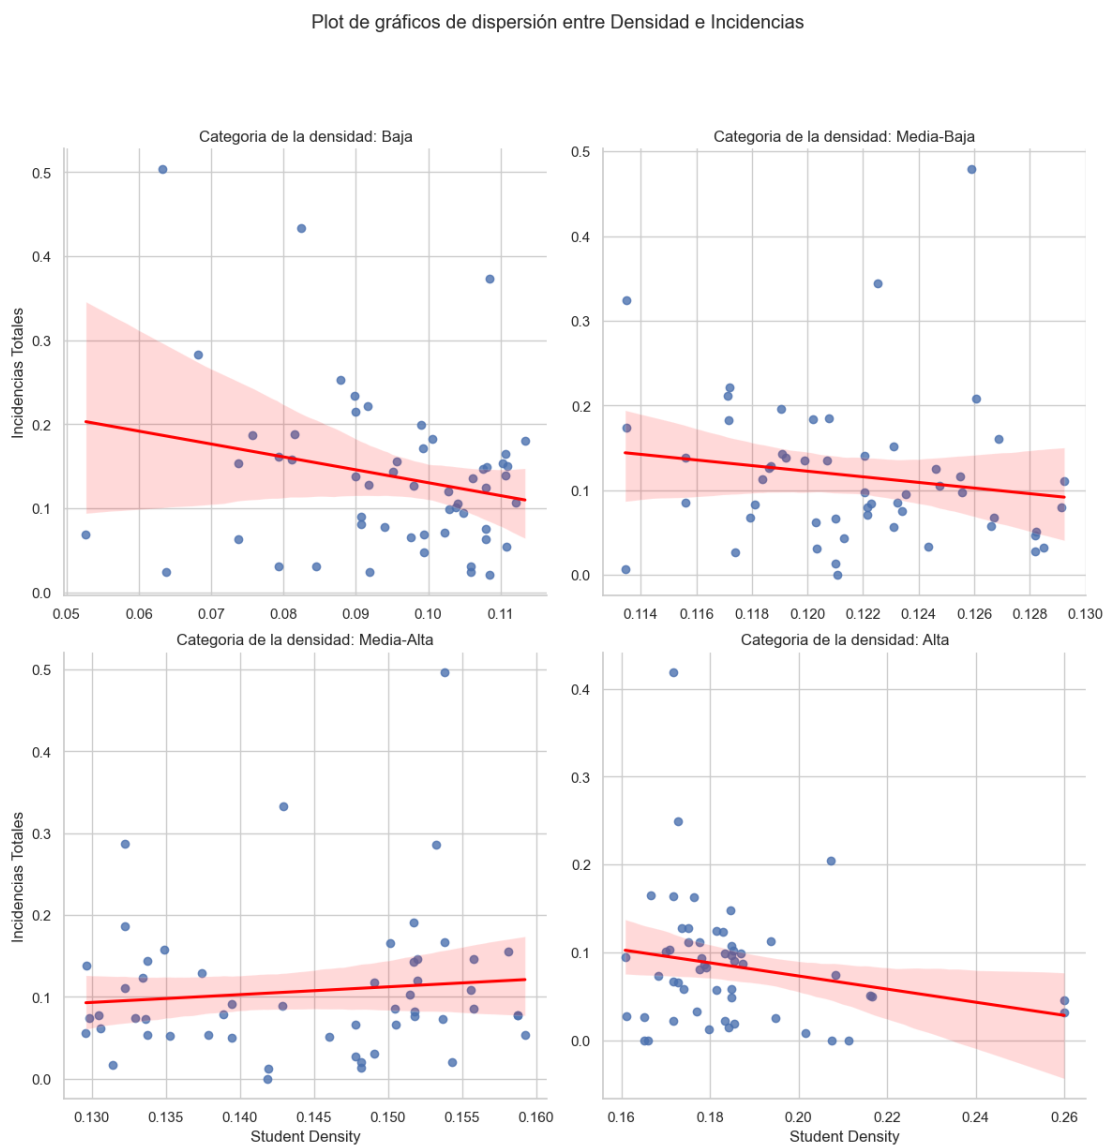 Plot de gráficos de dispersión entre Densidad e Incidencias
Categoria de la densidad: Baja
Incidencias Totales
0.5
0.4
0.3
0.2
0.1
0.0
0.05 0.06 0.07 0.08 0.09 0.10 0.11
Categoria de la densidad: Media-Baja
0.5
0.4
0.3
0.2
0.1
0.0
0.114 0.116 0.118 0.120 0.122 0.124 0.126 0.128 0.130
Categoria de la densidad: Media-Alta
Incidencias Totales
0.5
0.4
0.3
0.2
0.1
0.0
0.130 0.135 0.140 0.145 0.150 0.155 0.160
Student Density
Categoria de la densidad: Alta
0.4
0.3
0.2
0.1
0.0
0.16 0.18 0.20 0.22 0.24 0.26
Student Density